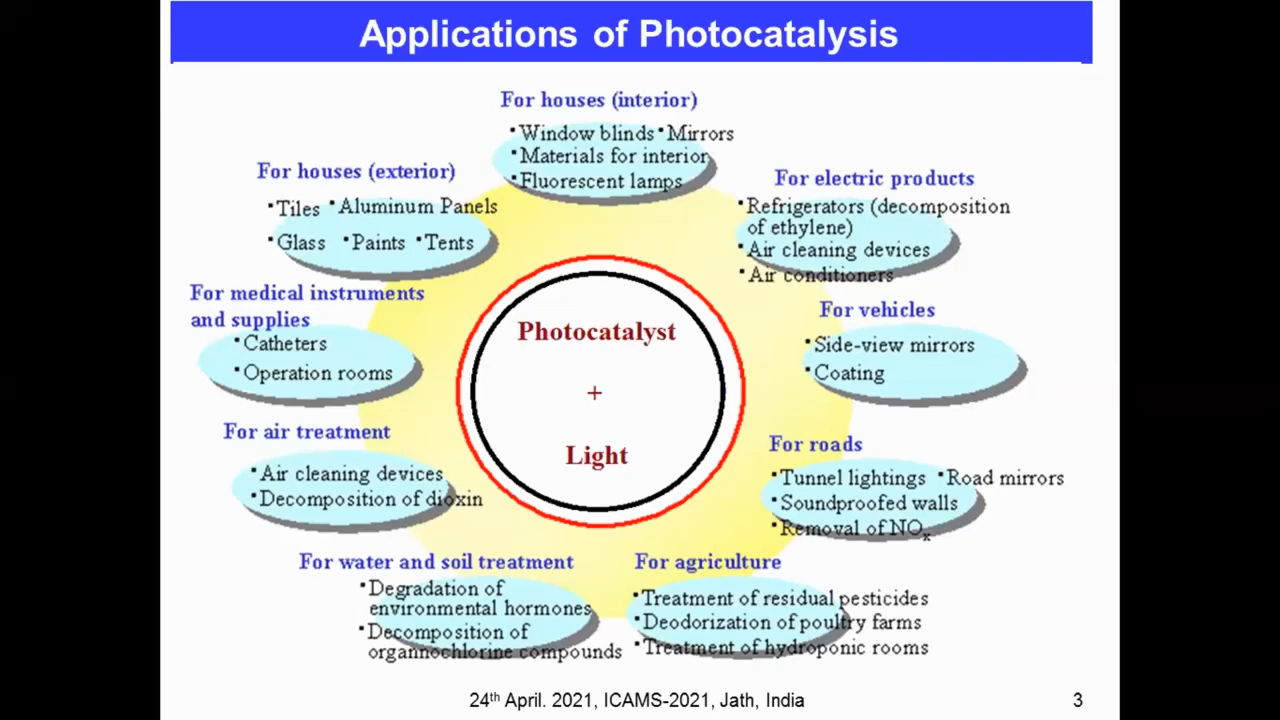 Applications of Photocatalysis
For houses (interior)
▪Window blinds ▪Mirrors
▪Materials for interior
▪Fluorescent lamps
For houses (exterior)
▪Tiles ▪Aluminum Panels
▪Glass ▪Paints ▪Tents
For electric products
▪Refrigerators (decomposition
of ethylene)
▪Air cleaning devices
▪Air conditioners
For medical instruments
and supplies
▪Catheters
▪Operation rooms
For vehicles
▪Side-view mirrors
▪Coating
Photocatalyst
+
Light
For air treatment
▪Air cleaning devices
▪Decomposition of dioxin
For roads
▪Tunnel lightings ▪Road mirrors
▪Soundproofed walls
▪Removal of NOx
For water and soil treatment
▪Degradation of
environmental hormones
▪Decomposition of
organnochlorine compounds
For agriculture
▪Treatment of residual pesticides
▪Deodorization of poultry farms
▪Treatment of hydroponic rooms
24th April. 2021, ICAMS-2021, Jath, India
3